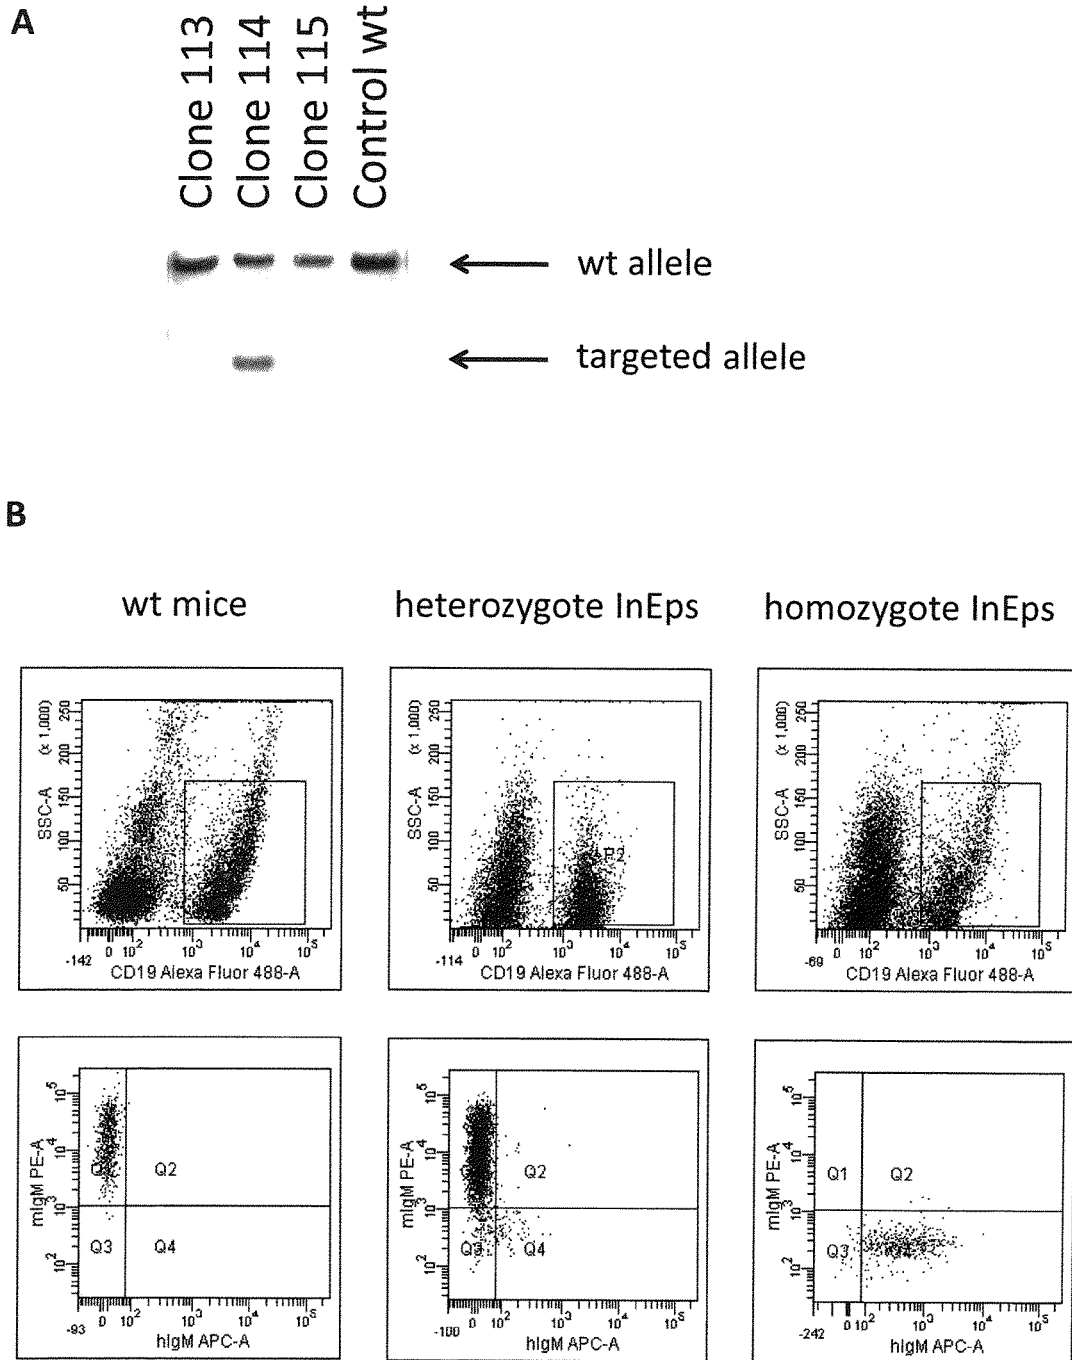 A
Clone 113
Clone 114
Clone 115
Control wt
wt allele
targeted allele
B
wt mice
heterozygote InEps
homozygote InEps
SSC-A (x 1,000)
250
200
150
100
50
-142 0 10² 10³ 10⁴ 10⁵
CD19 Alexa Fluor 488-A
SSC-A (x 1,000)
250
200
150
100
50
P2
-114 0 10² 10³ 10⁴ 10⁵
CD19 Alexa Fluor 488-A
SSC-A (x 1,000)
250
200
150
100
50
-69 0 10² 10³ 10⁴ 10⁵
CD19 Alexa Fluor 488-A
mIgM PE-A
10⁵
10⁴
10³
10²
Q2
Q3
Q4
-93 0 10² 10³ 10⁴ 10⁵
hIgM APC-A
mIgM PE-A
10⁵
10⁴
10³
10²
Q2
Q4
-100 0 10² 10³ 10⁴ 10⁵
hIgM APC-A
mIgM PE-A
10⁵
10⁴
10³
10²
Q1
Q2
Q3
-242 0 10² 10³ 10⁴ 10⁵
hIgM APC-A